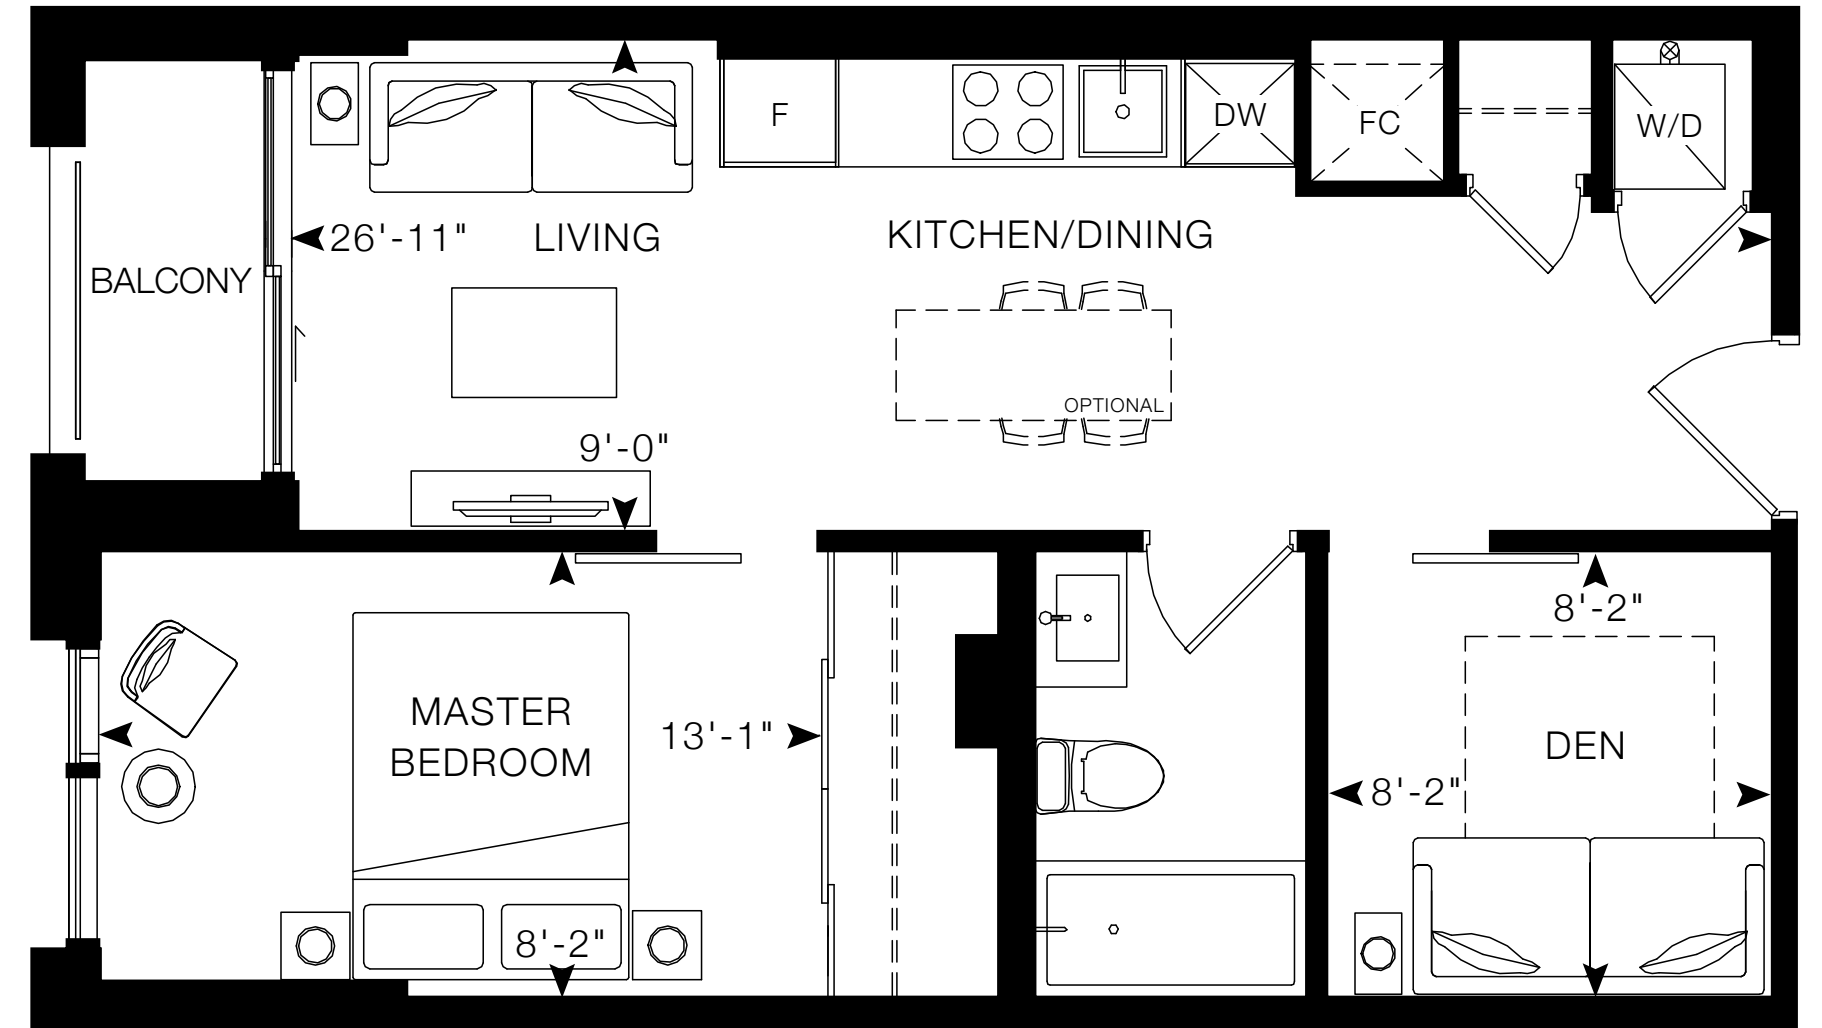 F
DW
FC
W/D
26'-11"
LIVING
KITCHEN/DINING
BALCONY
OPTIONAL
9'-0"
8'-2"
MASTER
BEDROOM
13'-1"
DEN
8'-2"
8'-2"